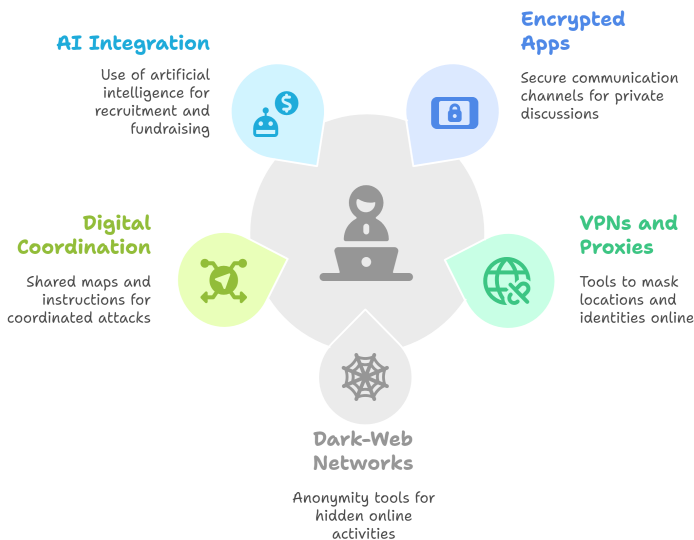 AI Integration
Use of artificial
intelligence for
recruitment and
fundraising
Encrypted
Apps
Secure communication
channels for private
discussions
Digital
Coordination
Shared maps and
instructions for
coordinated attacks
VPNs and
Proxies
Tools to mask
locations and
identities online
Dark-Web
Networks
Anonymity tools for
hidden online
activities